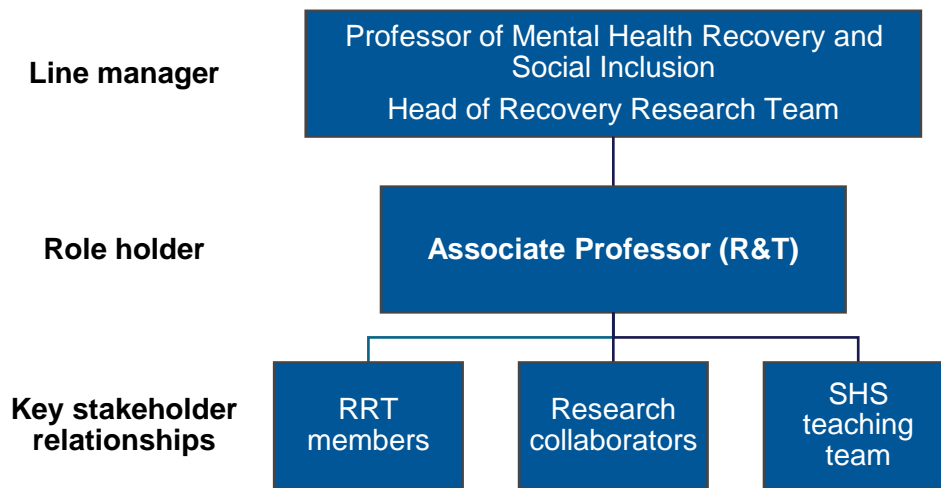 Line manager
Professor of Mental Health Recovery and
Social Inclusion
Head of Recovery Research Team
Role holder
Associate Professor (R&T)
Key stakeholder
relationships
RRT
members
Research
collaborators
SHS
teaching
team